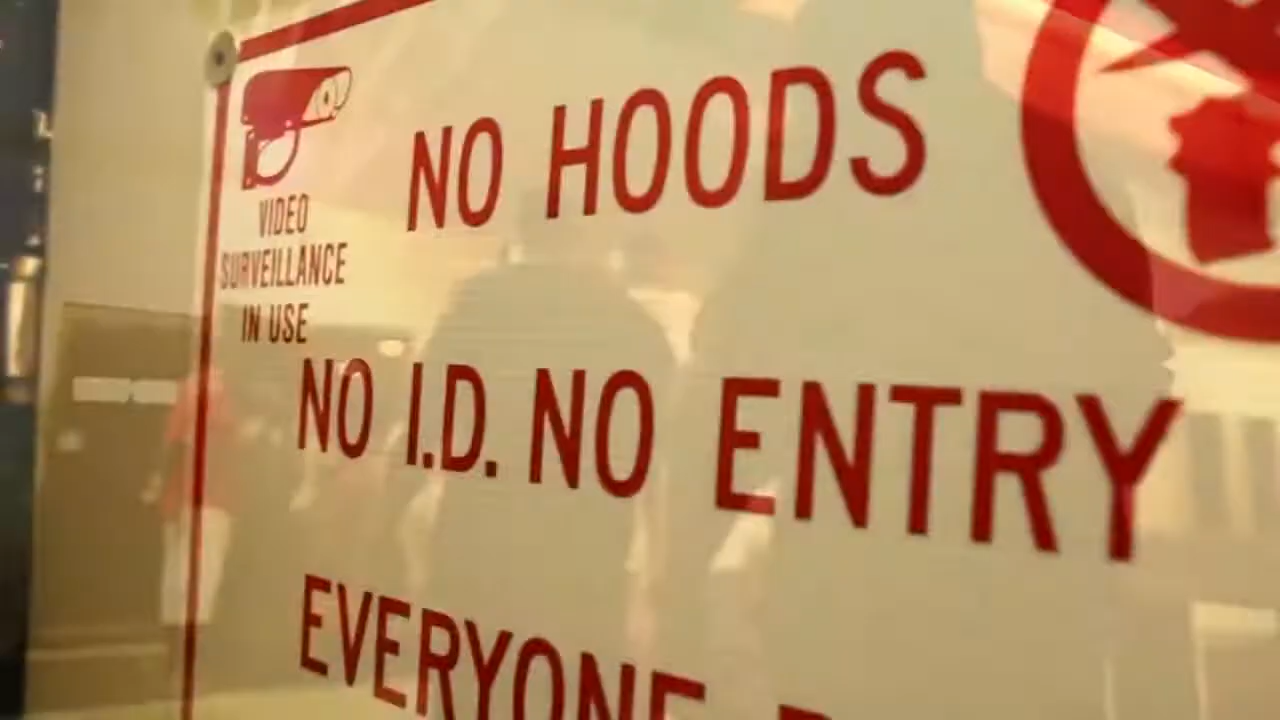 NO HOODS
VIDEO
SURVEILLANCE
IN USE
NO I.D. NO ENTRY
EVERYONE